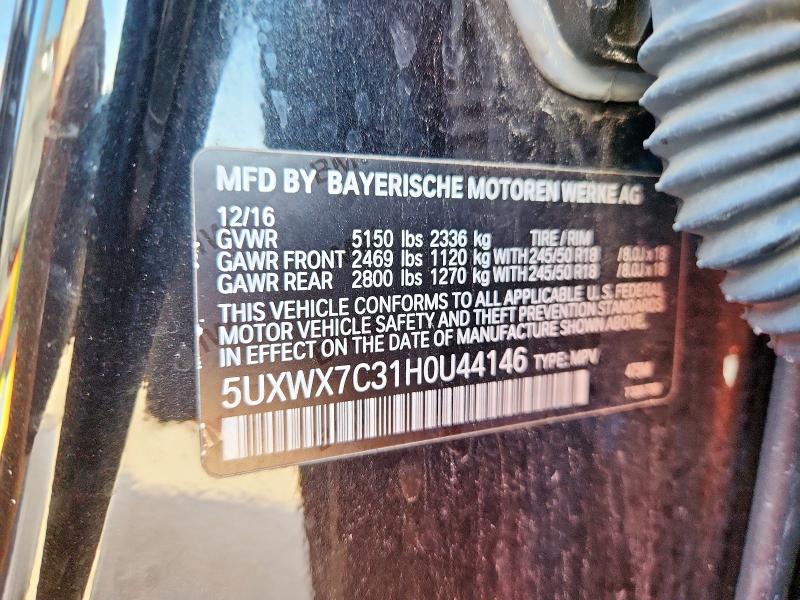 MFD BY BAYERISCHE MOTOREN WERKE AG
12/16
GVWR 5150 lbs 2336 kg TIRE / RIM
GAWR FRONT 2469 lbs 1120 kg WITH 245/50 R18 / 8.0J x 18
GAWR REAR 2800 lbs 1270 kg WITH 245/50 R18 / 8.0J x 18
THIS VEHICLE CONFORMS TO ALL APPLICABLE U.S. FEDERAL
MOTOR VEHICLE SAFETY AND THEFT PREVENTION STANDARDS
IN EFFECT ON THE DATE OF MANUFACTURE SHOWN ABOVE.
5UXWX7C31H0U44146 TYPE: MPV